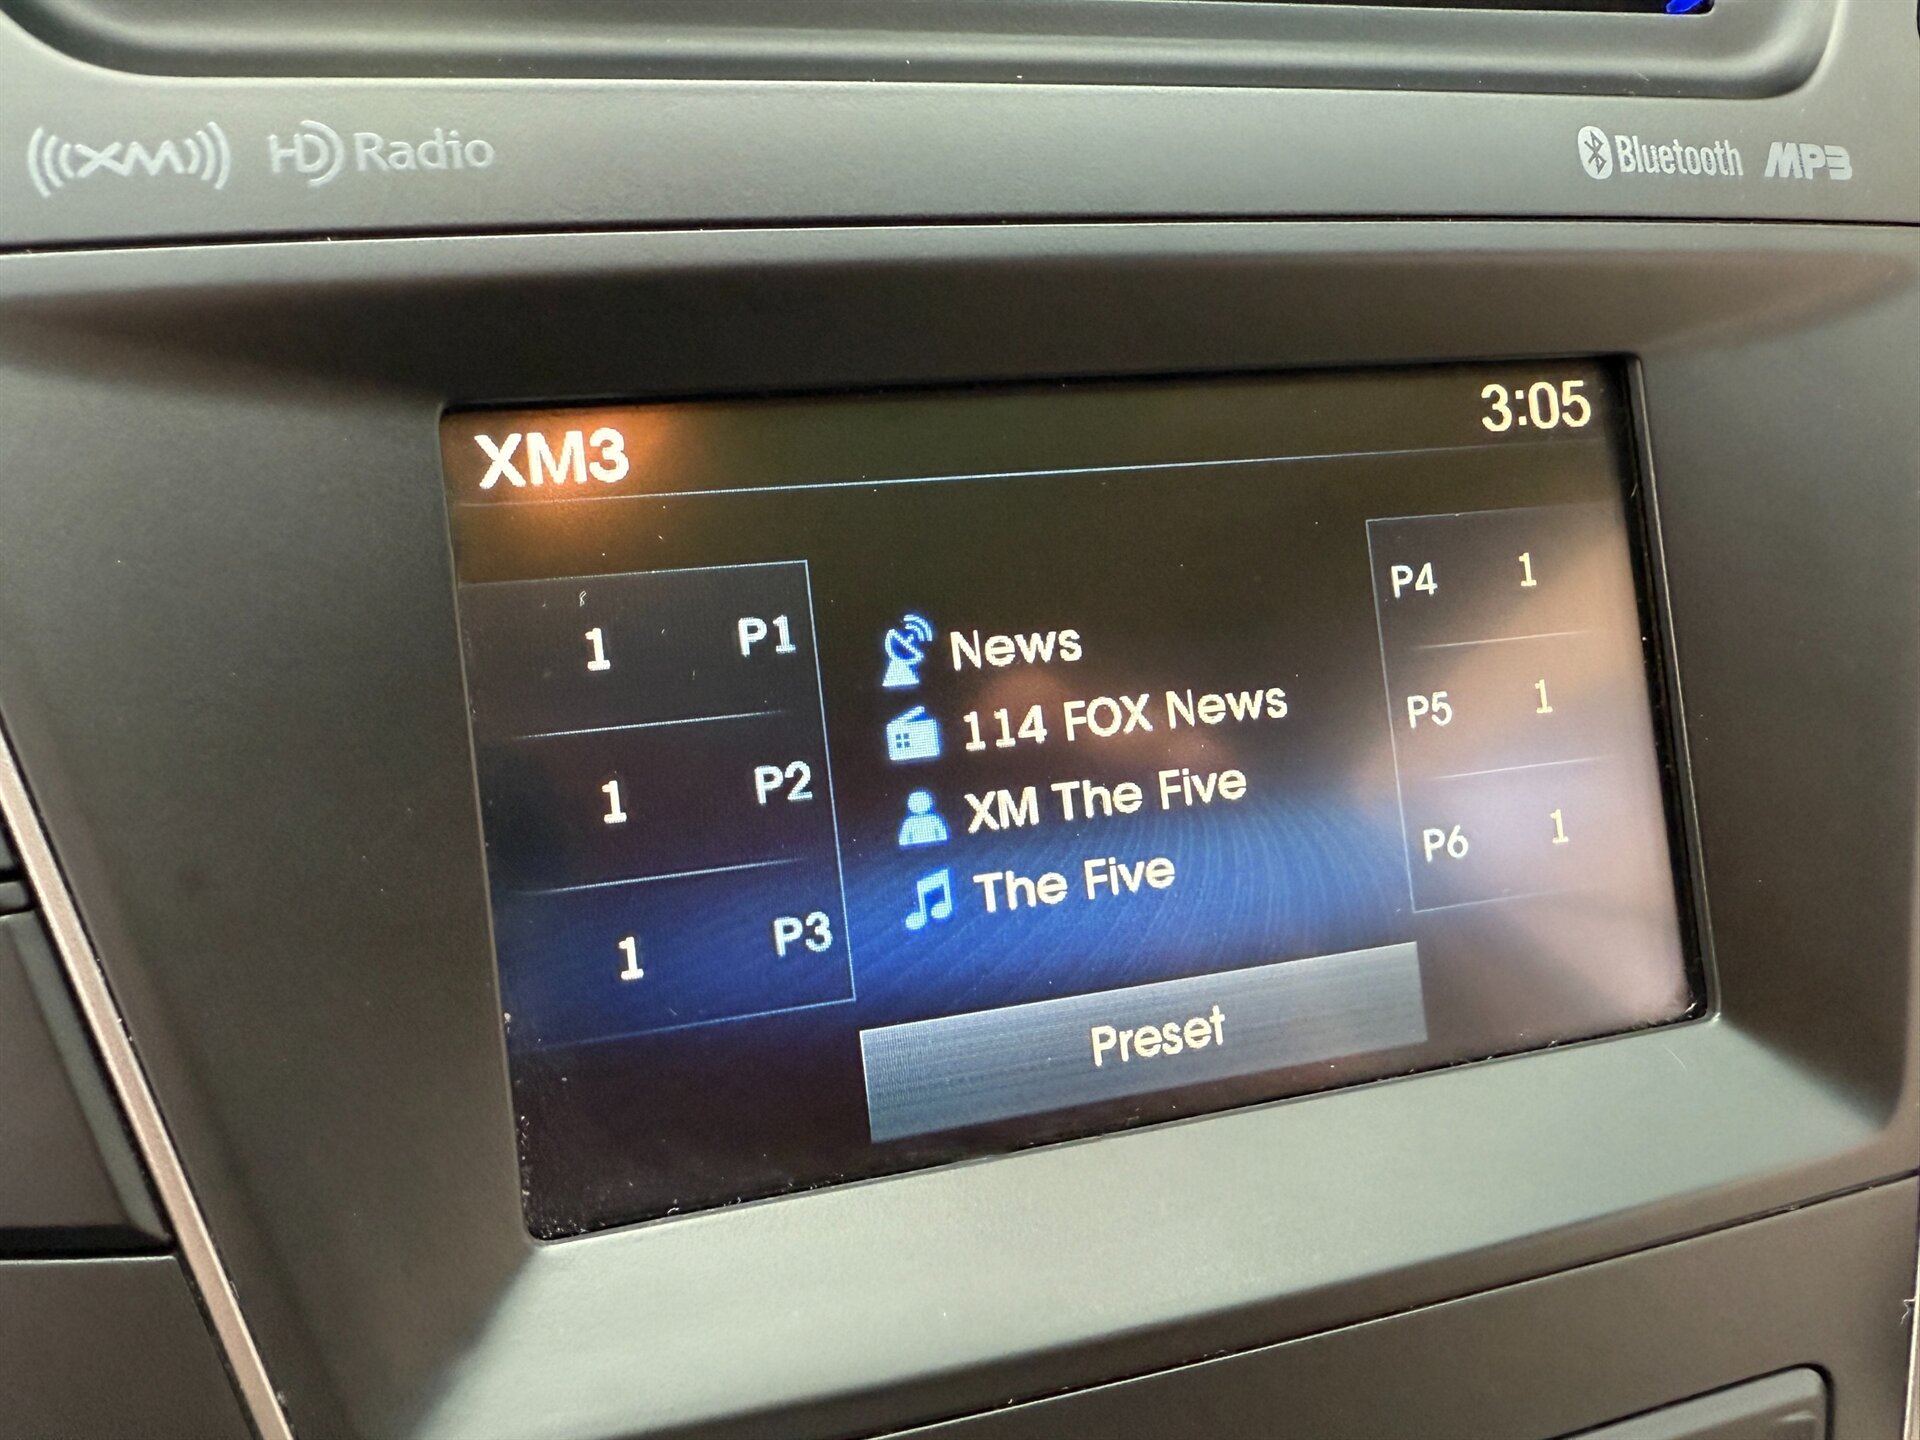 XM HD Radio
Bluetooth MP3
XM3
3:05
1 P1
1 P2
1 P3
News
114 FOX News
XM The Five
The Five
P4 1
P5 1
P6 1
Preset